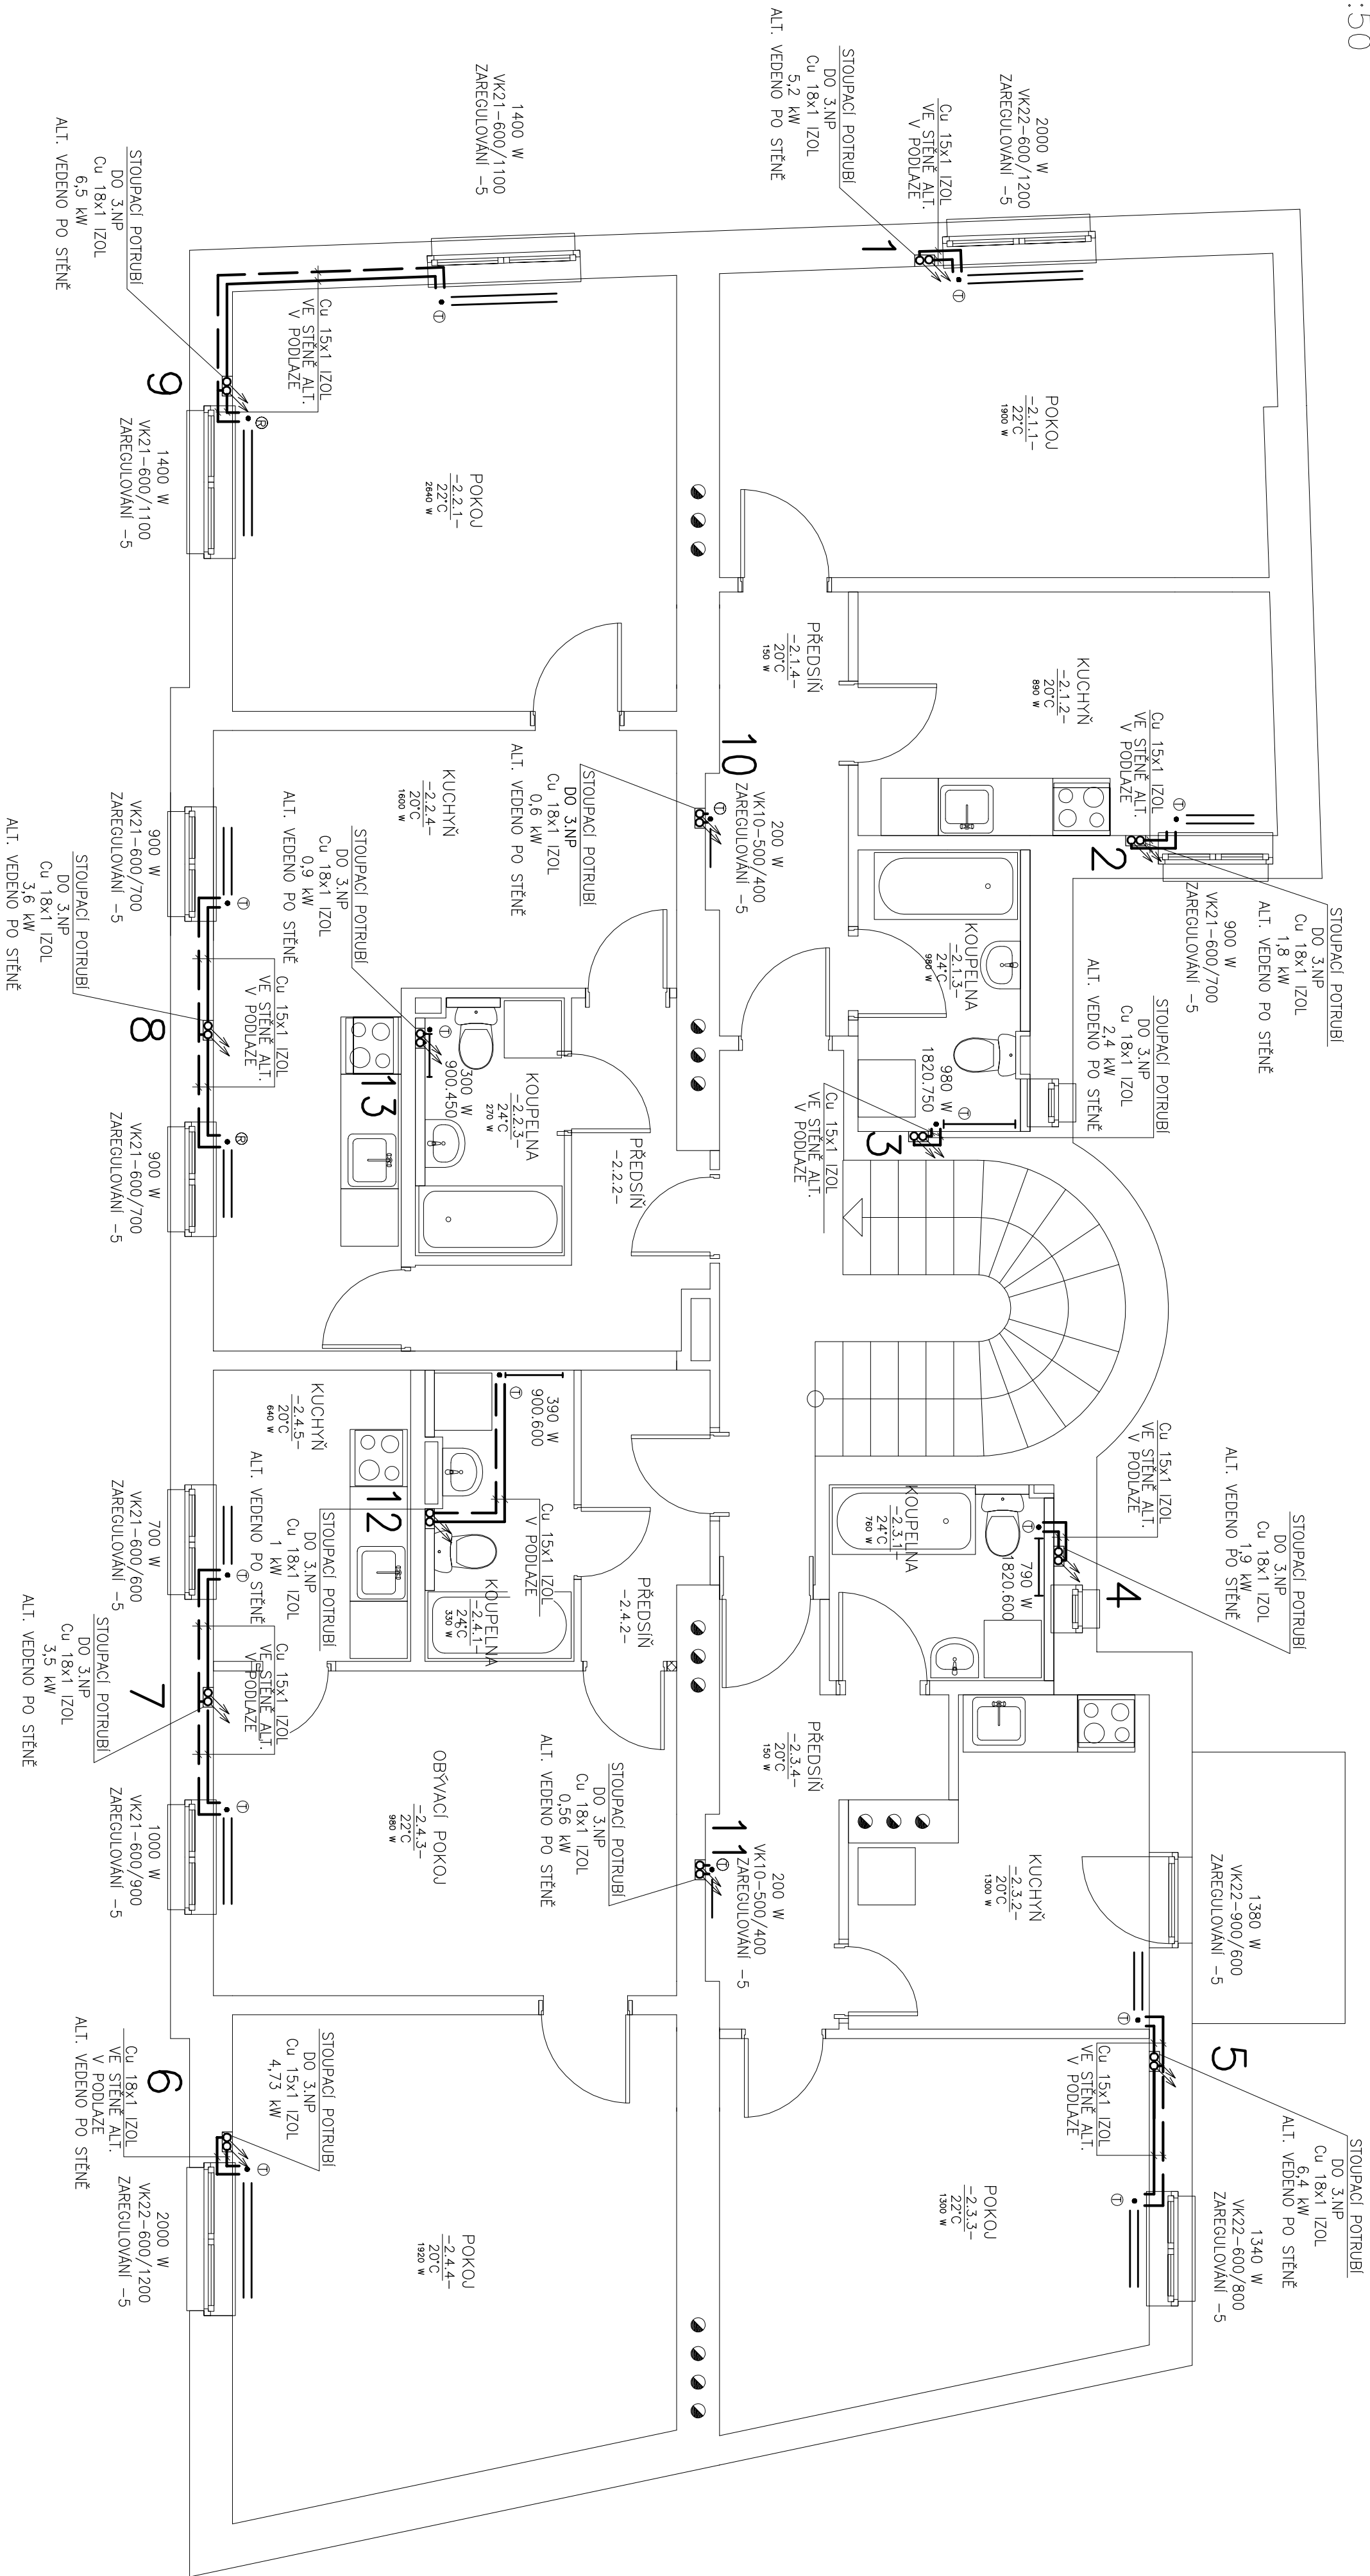 :50
STOUPACÍ POTRUBÍ
DO 3.NP
Cu 18x1 IZOL
5,2 kW
ALT. VEDENO PO STĚNĚ
Cu 15x1 IZOL
VE STĚNĚ ALT.
V PODLAZE
2000 W
VK22-600/1200
ZAREGULOVÁNÍ -5
1
T
POKOJ
-2.1.1-
22°C
1900 W
KUCHYŇ
-2.1.2-
20°C
890 W
Cu 15x1 IZOL
VE STĚNĚ ALT.
V PODLAZE
T
2
900 W
VK21-600/700
ZAREGULOVÁNÍ -5
STOUPACÍ POTRUBÍ
DO 3.NP
Cu 18x1 IZOL
1,8 kW
ALT. VEDENO PO STĚNĚ
PŘEDSÍŇ
-2.1.4-
20°C
150 W
10
200 W
VK10-500/400
ZAREGULOVÁNÍ -5
T
STOUPACÍ POTRUBÍ
DO 3.NP
Cu 18x1 IZOL
0,6 kW
ALT. VEDENO PO STĚNĚ
KOUPELNA
-2.1.3-
24°C
980 W
980 W
1820.750
T
3
STOUPACÍ POTRUBÍ
DO 3.NP
Cu 18x1 IZOL
2,4 kW
ALT. VEDENO PO STĚNĚ
Cu 15x1 IZOL
VE STĚNĚ ALT.
V PODLAZE
Cu 15x1 IZOL
VE STĚNĚ ALT.
V PODLAZE
STOUPACÍ POTRUBÍ
DO 3.NP
Cu 18x1 IZOL
1,9 kW
ALT. VEDENO PO STĚNĚ
4
KOUPELNA
-2.3.1-
24°C
760 W
790 W
1820.600
T
PŘEDSÍŇ
-2.3.4-
20°C
150 W
KUCHYŇ
-2.3.2-
20°C
1300 W
1380 W
VK22-900/600
ZAREGULOVÁNÍ -5
T
5
STOUPACÍ POTRUBÍ
DO 3.NP
Cu 18x1 IZOL
6,4 kW
ALT. VEDENO PO STĚNĚ
Cu 15x1 IZOL
VE STĚNĚ ALT.
V PODLAZE
1340 W
VK22-600/800
ZAREGULOVÁNÍ -5
T
POKOJ
-2.3.3-
22°C
1300 W
11
200 W
VK10-500/400
ZAREGULOVÁNÍ -5
T
STOUPACÍ POTRUBÍ
DO 3.NP
Cu 18x1 IZOL
0,56 kW
ALT. VEDENO PO STĚNĚ
1400 W
VK21-600/1100
ZAREGULOVÁNÍ -5
T
STOUPACÍ POTRUBÍ
DO 3.NP
Cu 18x1 IZOL
6,5 kW
ALT. VEDENO PO STĚNĚ
Cu 15x1 IZOL
VE STĚNĚ ALT.
V PODLAZE
9
R
1400 W
VK21-600/1100
ZAREGULOVÁNÍ -5
POKOJ
-2.2.1-
22°C
2640 W
KUCHYŇ
-2.2.4-
20°C
1600 W
STOUPACÍ POTRUBÍ
DO 3.NP
Cu 18x1 IZOL
0,9 kW
ALT. VEDENO PO STĚNĚ
900 W
VK21-600/700
ZAREGULOVÁNÍ -5
T
STOUPACÍ POTRUBÍ
DO 3.NP
Cu 18x1 IZOL
3,6 kW
ALT. VEDENO PO STĚNĚ
Cu 15x1 IZOL
VE STĚNĚ ALT.
V PODLAZE
8
R
900 W
VK21-600/700
ZAREGULOVÁNÍ -5
13
T
300 W
900.450
KOUPELNA
-2.2.3-
24°C
270 W
PŘEDSÍŇ
-2.2.2-
390 W
900.600
T
KUCHYŇ
-2.4.5-
20°C
640 W
12
STOUPACÍ POTRUBÍ
DO 3.NP
Cu 18x1 IZOL
1 kW
ALT. VEDENO PO STĚNĚ
Cu 15x1 IZOL
V PODLAZE
KOUPELNA
-2.4.1-
24°C
330 W
PŘEDSÍŇ
-2.4.2-
700 W
VK21-600/600
ZAREGULOVÁNÍ -5
T
Cu 15x1 IZOL
VE STĚNĚ ALT.
V PODLAZE
7
STOUPACÍ POTRUBÍ
DO 3.NP
Cu 18x1 IZOL
3,5 kW
ALT. VEDENO PO STĚNĚ
1000 W
VK21-600/900
ZAREGULOVÁNÍ -5
T
OBÝVACÍ POKOJ
-2.4.3-
22°C
980 W
STOUPACÍ POTRUBÍ
DO 3.NP
Cu 15x1 IZOL
4,73 kW
6
Cu 18x1 IZOL
VE STĚNĚ ALT.
V PODLAZE
ALT. VEDENO PO STĚNĚ
T
2000 W
VK22-600/1200
ZAREGULOVÁNÍ -5
POKOJ
-2.4.4-
20°C
1920 W